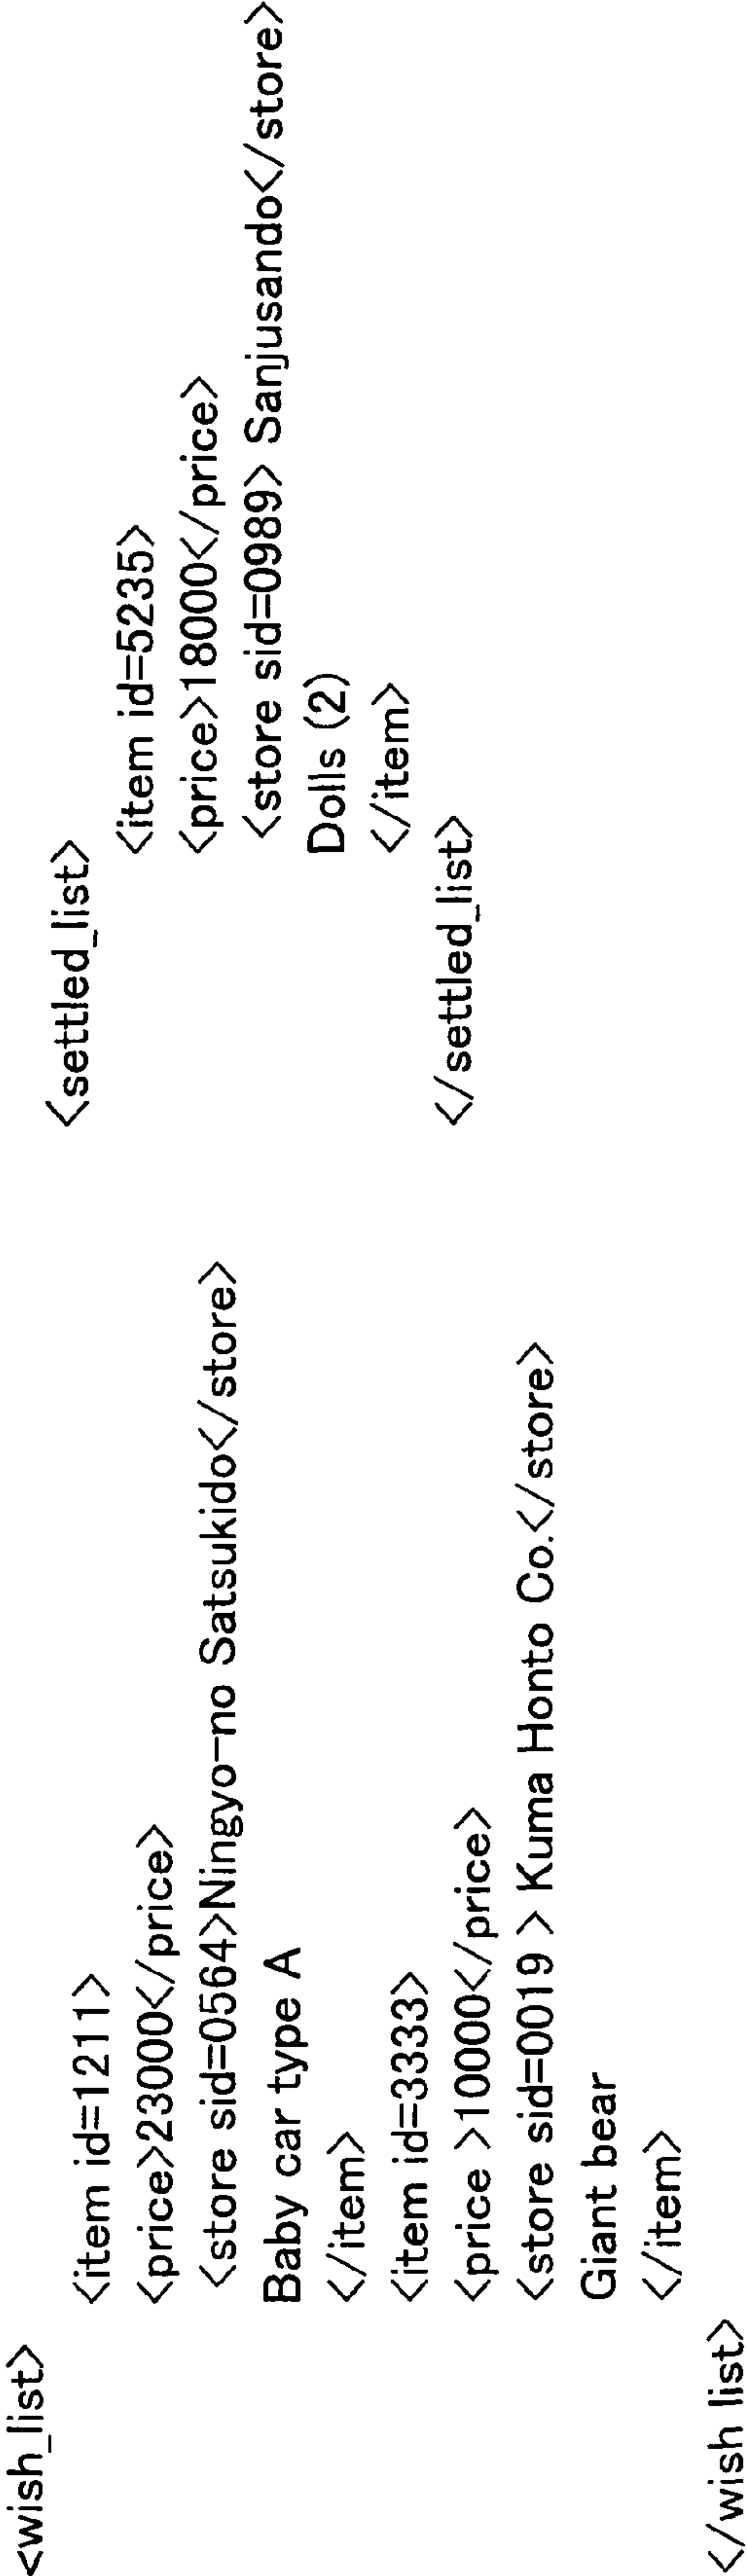 <wish_list>
<item id=1211>
<price>23000</price>
<store sid=0564>Ningyo-no Satsukido</store>
Baby car type A
</item>
<item id=3333>
<price >10000</price>
<store sid=0019 > Kuma Honto Co.</store>
Giant bear
</item>
</wish list>
<settled_list>
<item id=5235>
<price>18000</price>
<store sid=0989> Sanjusando</store>
Dolls (2)
</item>
</settled_list>